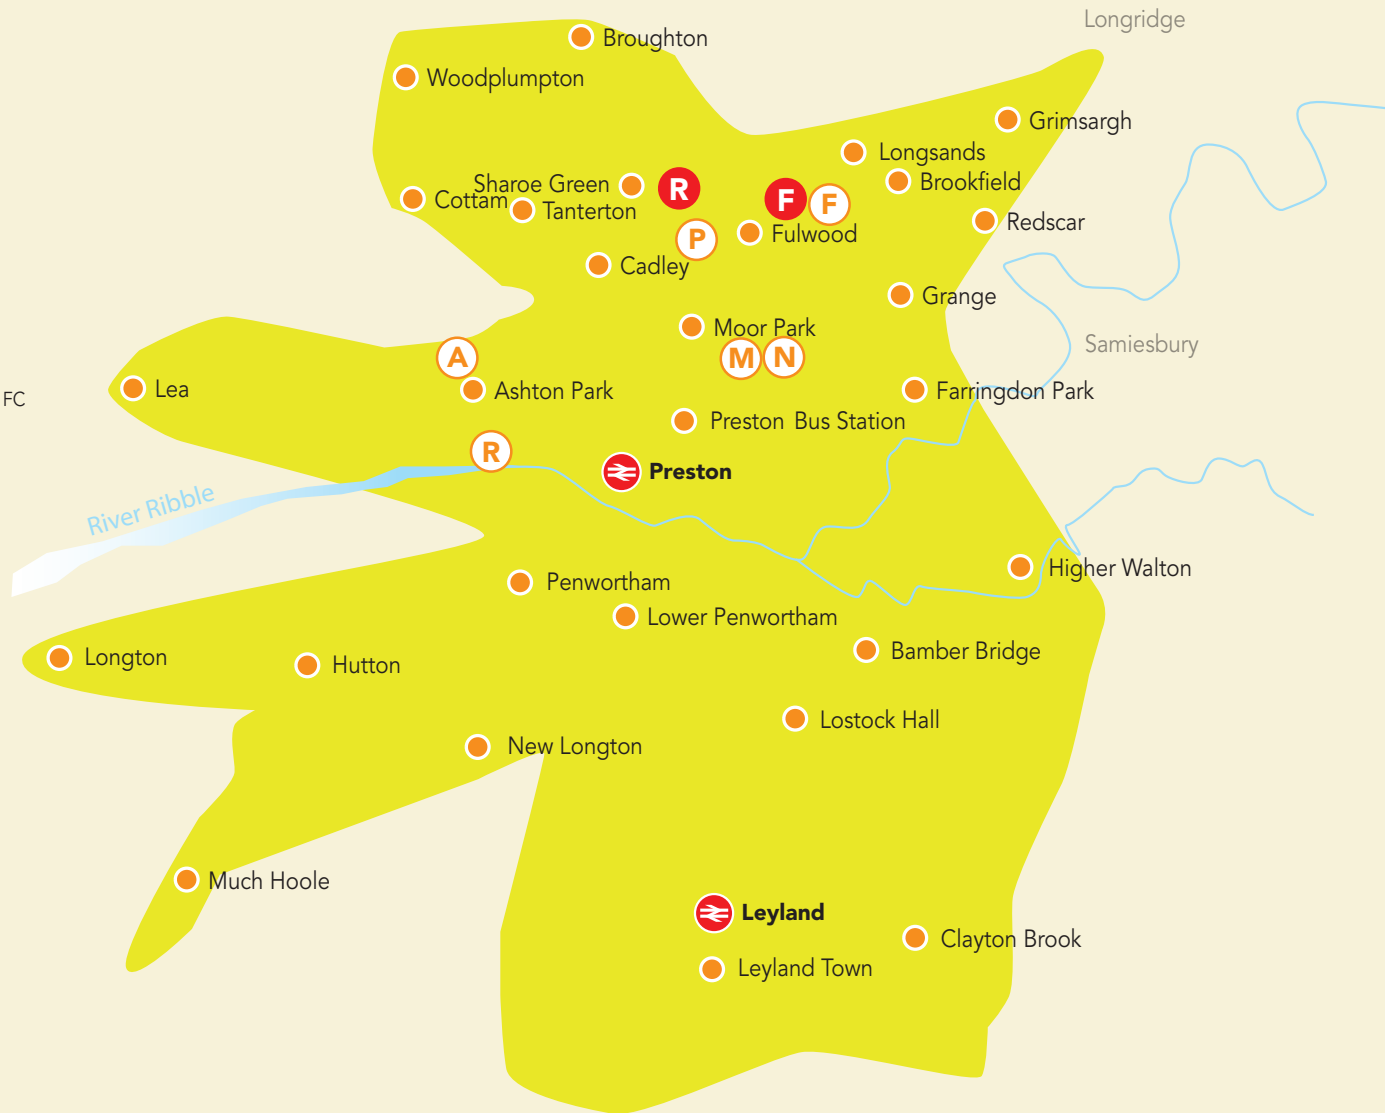 Longridge
Broughton
Woodplumpton
Grimsargh
Longsands
Brookfield
Sharoe Green
R
F
F
Cottam
Tanterton
Redscar
P
Fulwood
Cadley
Grange
Moor Park
Samiesbury
A
M
N
Lea
Ashton Park
Farringdon Park
FC
Preston Bus Station
R
Preston
River Ribble
Penwortham
Higher Walton
Lower Penwortham
Bamber Bridge
Longton
Hutton
Lostock Hall
New Longton
Much Hoole
Leyland
Clayton Brook
Leyland Town